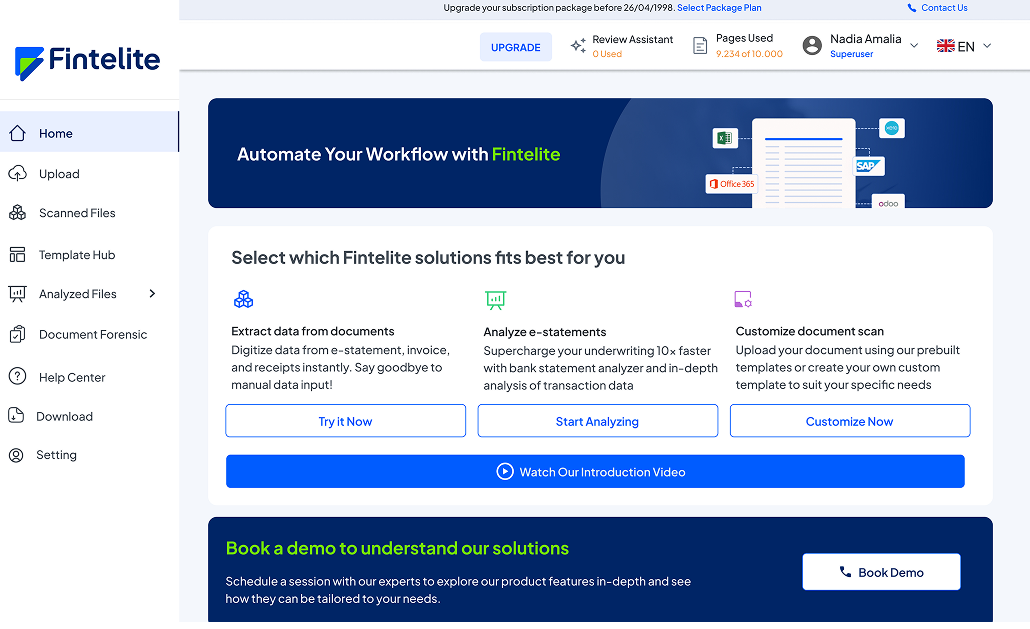 Upgrade your subscription package before 26/04/1998. Select Package Plan
Contact Us
Fintelite
UPGRADE
Review Assistant
0 Used
Pages Used
9.234 of 10.000
Nadia Amalia
Superuser
EN
Home
Upload
Scanned Files
Template Hub
Analyzed Files
Document Forensic
Help Center
Download
Setting
Automate Your Workflow with Fintelite
Office 365
xero
SAP
odoo
Select which Fintelite solutions fits best for you
Extract data from documents
Digitize data from e-statement, invoice,
and receipts instantly. Say goodbye to
manual data input!
Try it Now
Analyze e-statements
Supercharge your underwriting 10x faster
with bank statement analyzer and in-depth
analysis of transaction data
Start Analyzing
Customize document scan
Upload your document using our prebuilt
templates or create your own custom
template to suit your specific needs
Customize Now
Watch Our Introduction Video
Book a demo to understand our solutions
Schedule a session with our experts to explore our product features in-depth and see
how they can be tailored to your needs.
Book Demo